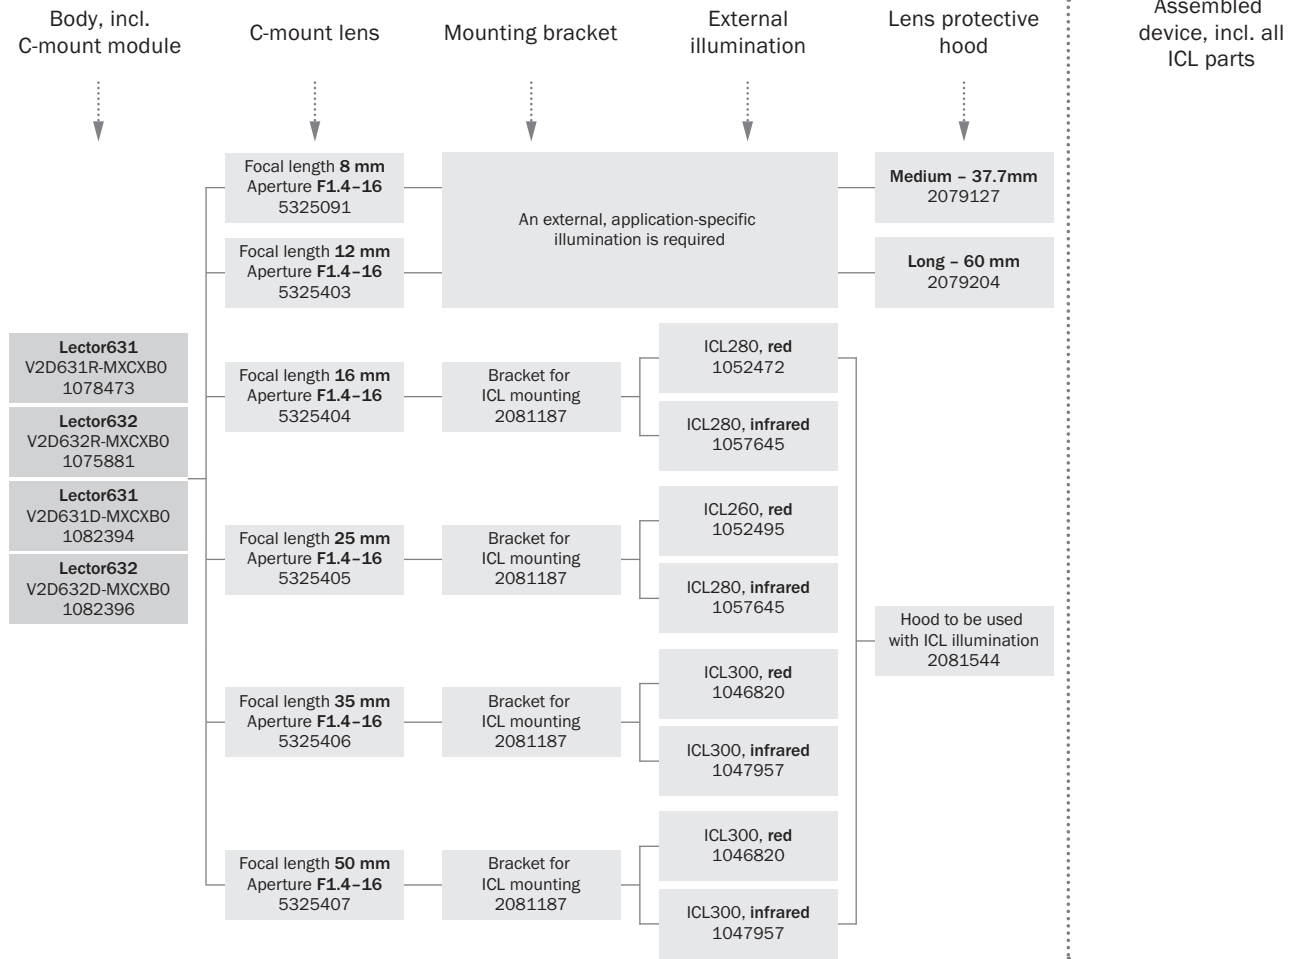 Body, incl.
C-mount module
C-mount lens
Mounting bracket
External
illumination
Lens protective
hood
Assembled
device, incl. all
ICL parts
Focal length 8 mm
Aperture F1.4–16
5325091
An external, application-specific
illumination is required
Medium – 37.7mm
2079127
Focal length 12 mm
Aperture F1.4–16
5325403
Long – 60 mm
2079204
Lector631
V2D631R-MXCXB0
1078473
Lector632
V2D632R-MXCXB0
1075881
Lector631
V2D631D-MXCXB0
1082394
Lector632
V2D632D-MXCXB0
1082396
Focal length 16 mm
Aperture F1.4–16
5325404
Bracket for
ICL mounting
2081187
ICL280, red
1052472
ICL280, infrared
1057645
Focal length 25 mm
Aperture F1.4–16
5325405
Bracket for
ICL mounting
2081187
ICL260, red
1052495
ICL280, infrared
1057645
Hood to be used
with ICL illumination
2081544
Focal length 35 mm
Aperture F1.4–16
5325406
Bracket for
ICL mounting
2081187
ICL300, red
1046820
ICL300, infrared
1047957
Focal length 50 mm
Aperture F1.4–16
5325407
Bracket for
ICL mounting
2081187
ICL300, red
1046820
ICL300, infrared
1047957